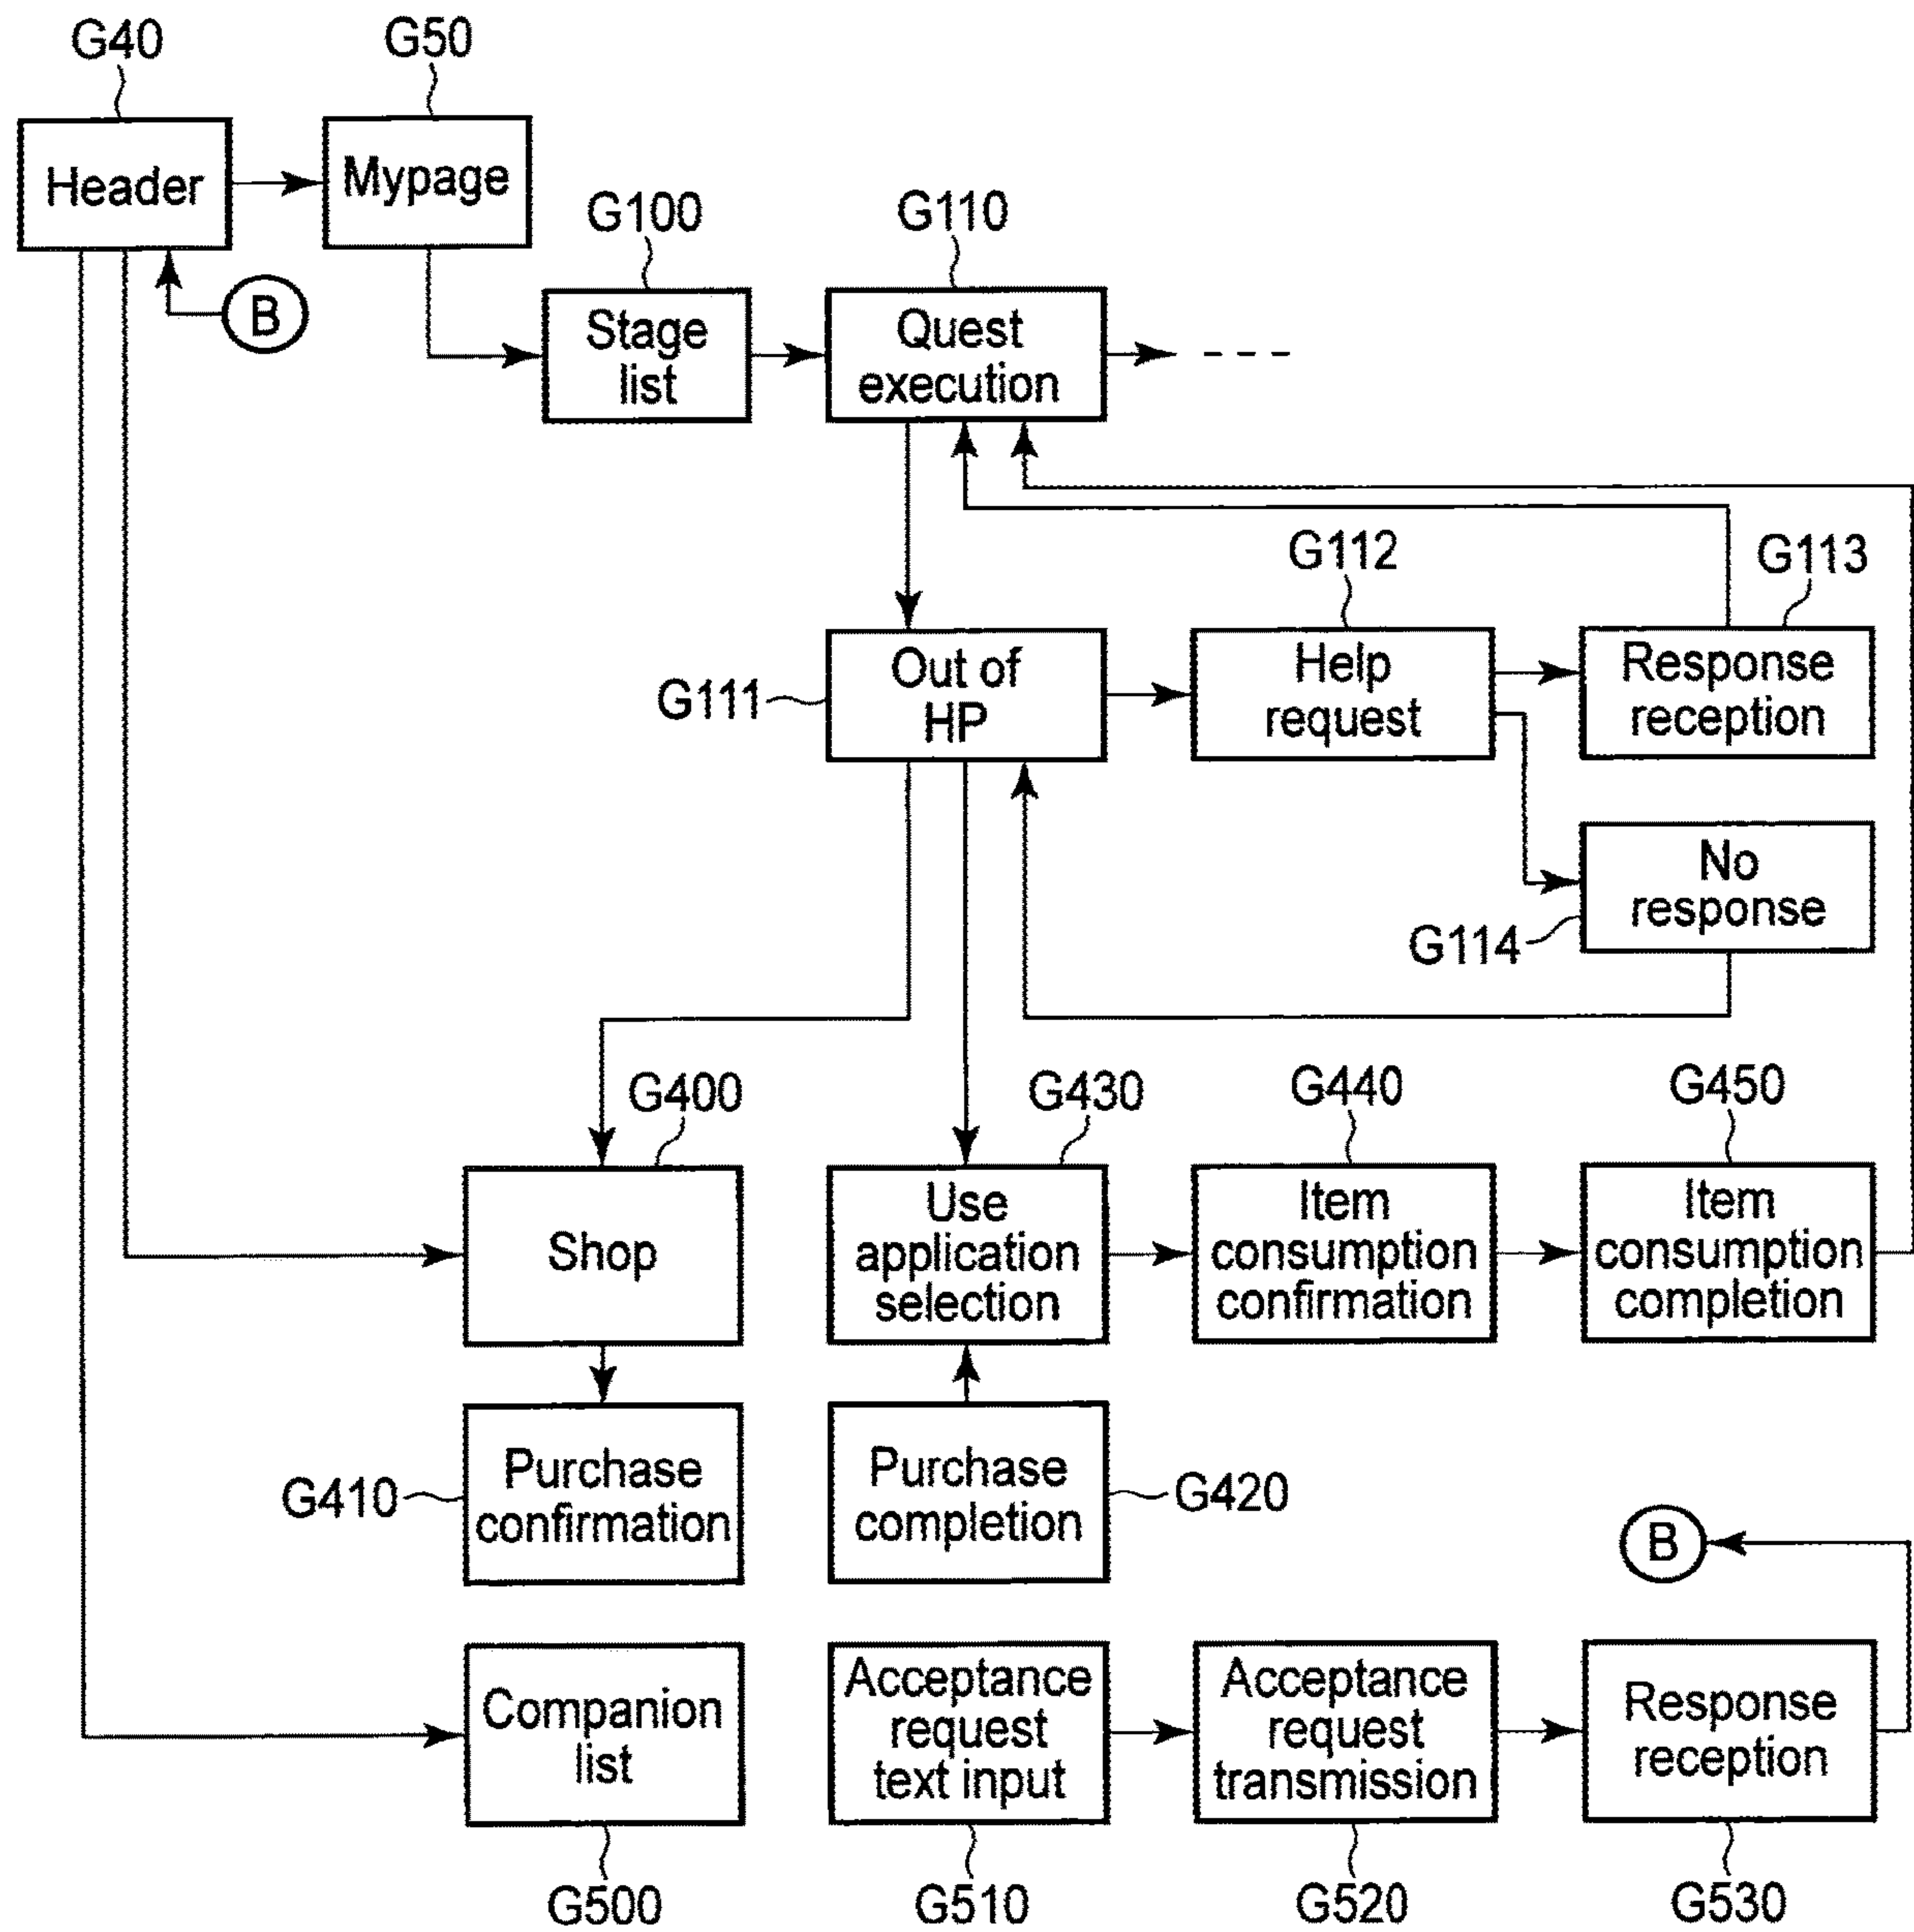 G40
G50
Header
Mypage
G100
G110
B
Stage
list
Quest
execution
G112
G113
G111
Out of
HP
Help
request
Response
reception
No
response
G114
G400
G430
G440
G450
Shop
Use
application
selection
Item
consumption
confirmation
Item
consumption
completion
G410
Purchase
confirmation
Purchase
completion
G420
B
Companion
list
Acceptance
request
text input
Acceptance
request
transmission
Response
reception
G500
G510
G520
G530